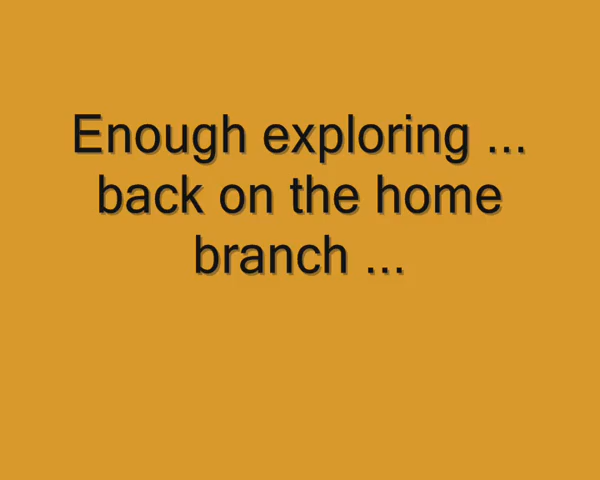 Enough exploring ...
back on the home
branch ...